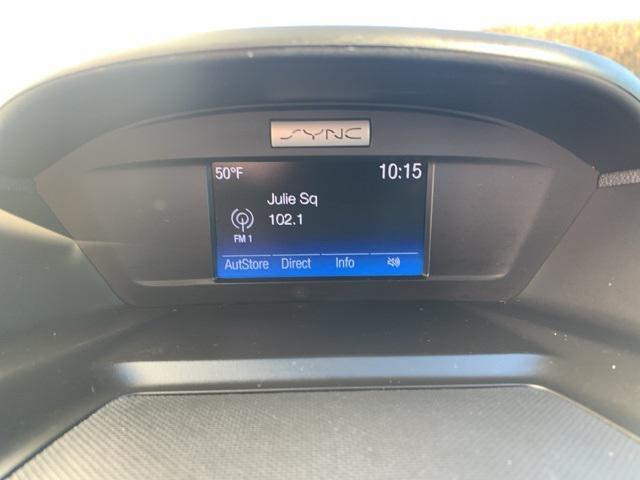 SYNC
50°F 10:15
Julie Sq
102.1
FM 1
AutStore Direct Info